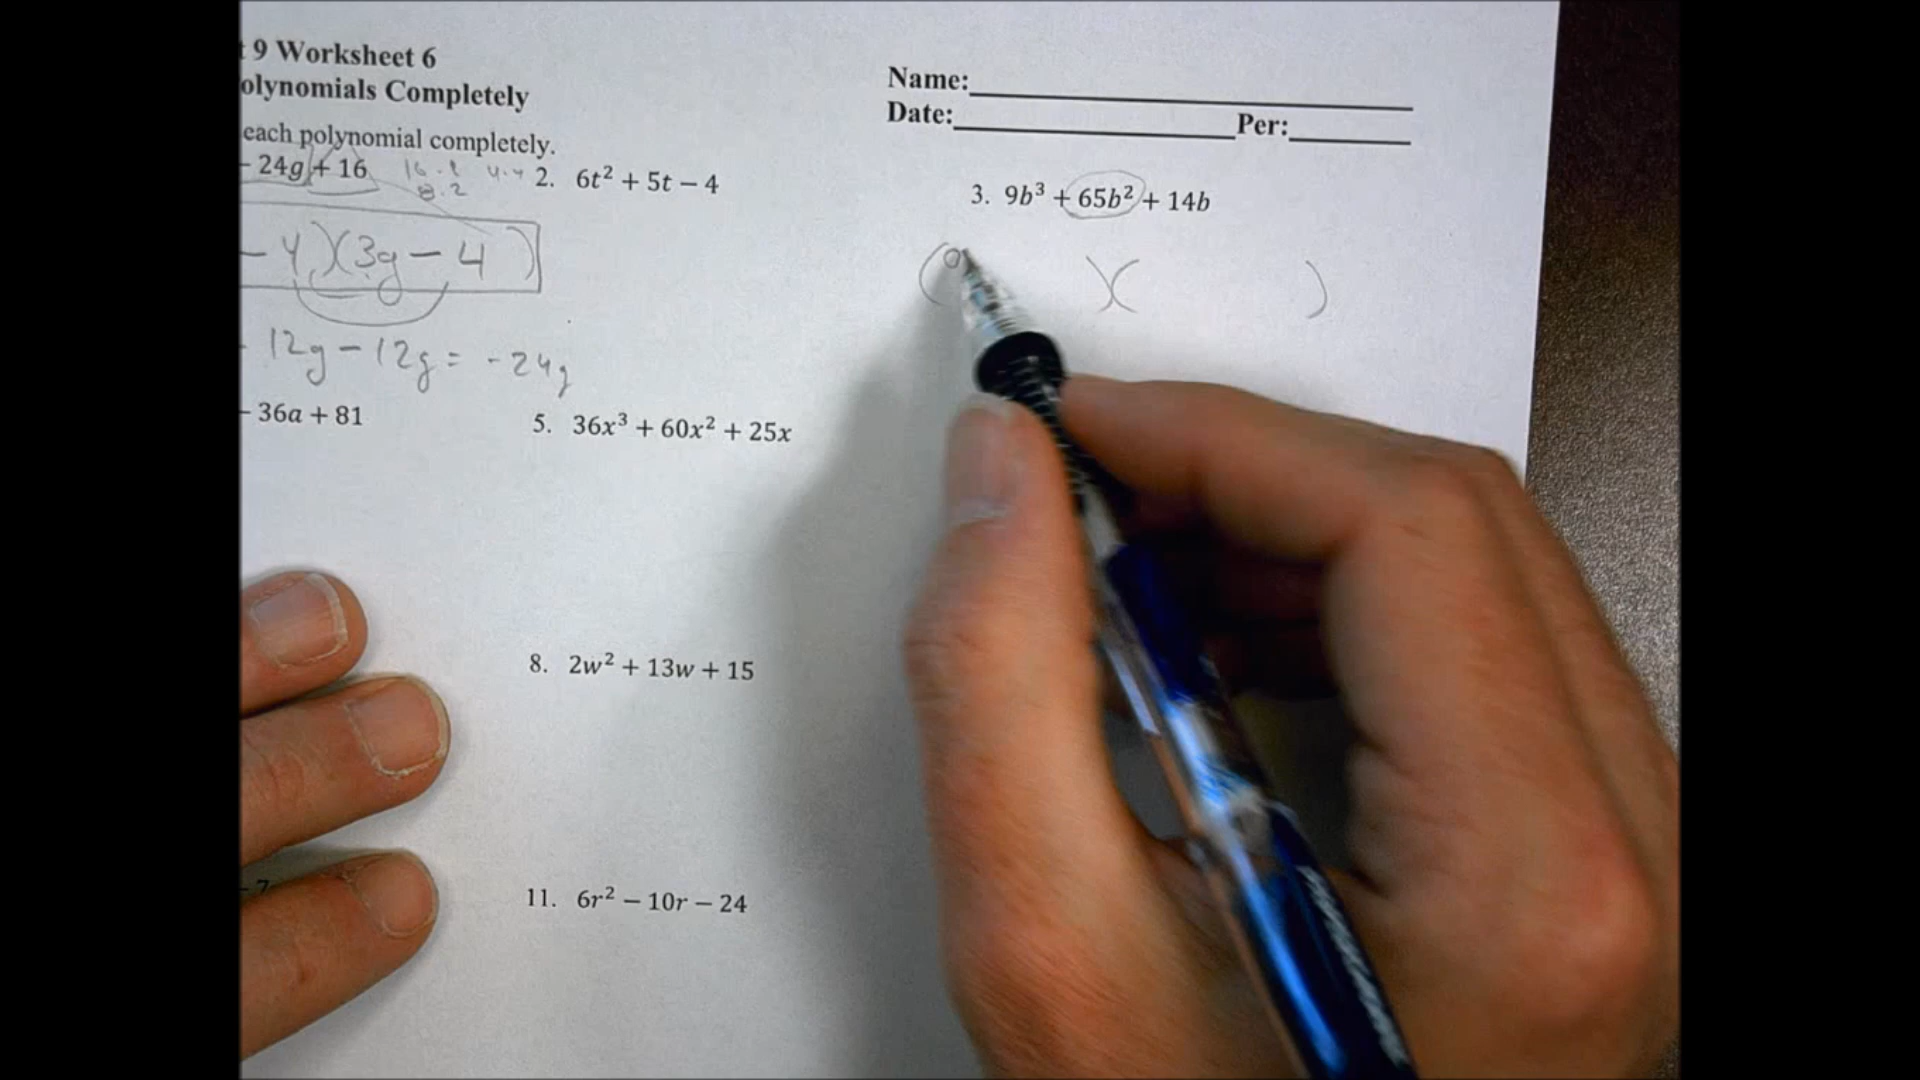 t 9 Worksheet 6
olynomials Completely
Name:
Date: Per:
each polynomial completely.
− 24g + 16
16 · 1 4 · 4
8 · 2
2. 6t² + 5t − 4
3. 9b³ + 65b² + 14b
− 4)(3g − 4)
( )( )
12g − 12g = -24g
− 36a + 81
5. 36x³ + 60x² + 25x
8. 2w² + 13w + 15
11. 6r² − 10r − 24